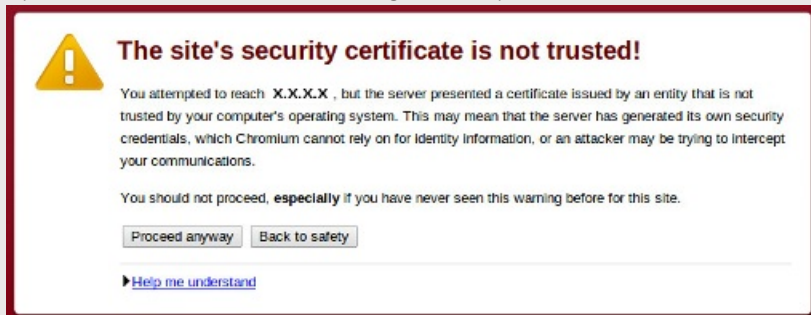 The site's security certificate is not trusted!
You attempted to reach X.X.X.X , but the server presented a certificate issued by an entity that is not
trusted by your computer's operating system. This may mean that the server has generated its own security
credentials, which Chromium cannot rely on for identity information, or an attacker may be trying to intercept
your communications.
You should not proceed, especially if you have never seen this warning before for this site.
Proceed anyway Back to safety
Help me understand